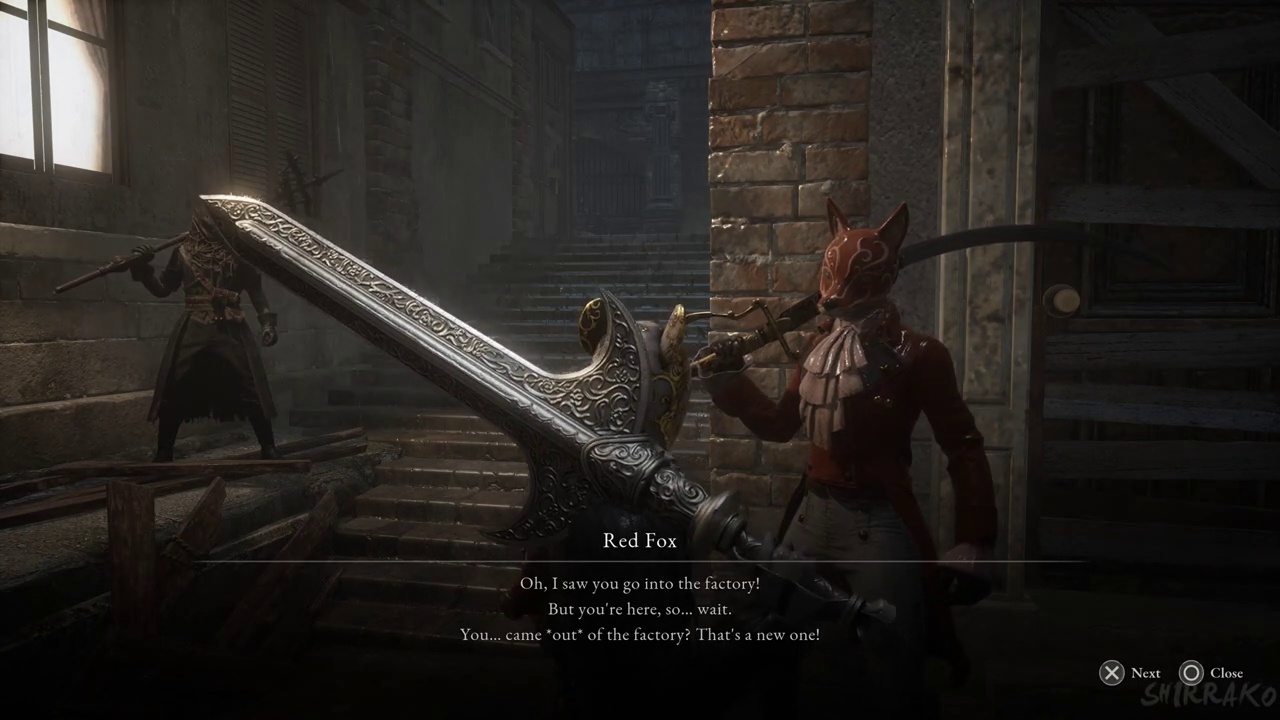 Red Fox
Oh, I saw you go into the factory!
But you're here, so... wait.
You... came *out* of the factory? That's a new one!
Next
Close
SHIRRAKO